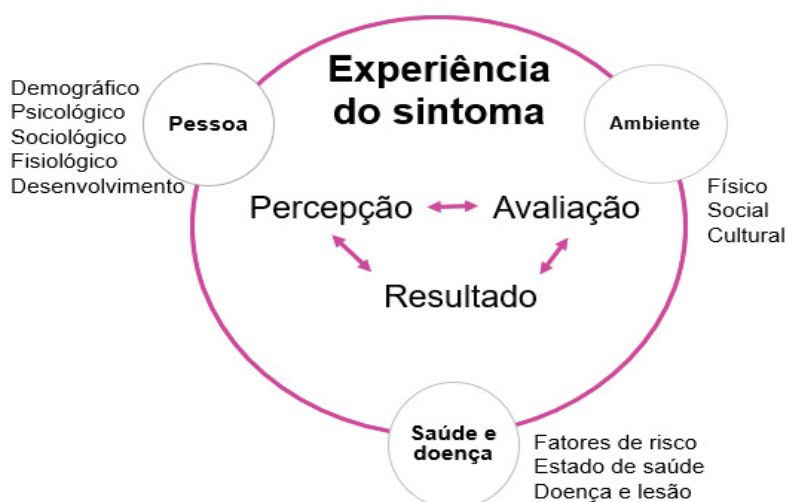 Experiência
do sintoma
Demográfico
Psicológico
Sociológico
Fisiológico
Desenvolvimento
Pessoa
Ambiente
Físico
Social
Cultural
Percepção
Avaliação
Resultado
Saúde e
doença
Fatores de risco
Estado de saúde
Doença e lesão